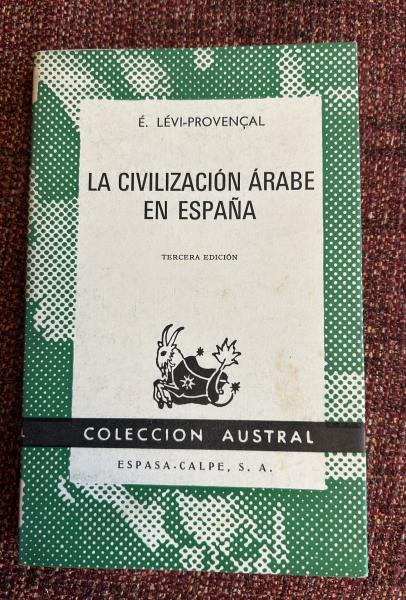 É. LÉVI-PROVENÇAL
LA CIVILIZACIÓN ÁRABE
EN ESPAÑA
TERCERA EDICIÓN
COLECCION AUSTRAL
ESPASA-CALPE, S. A.